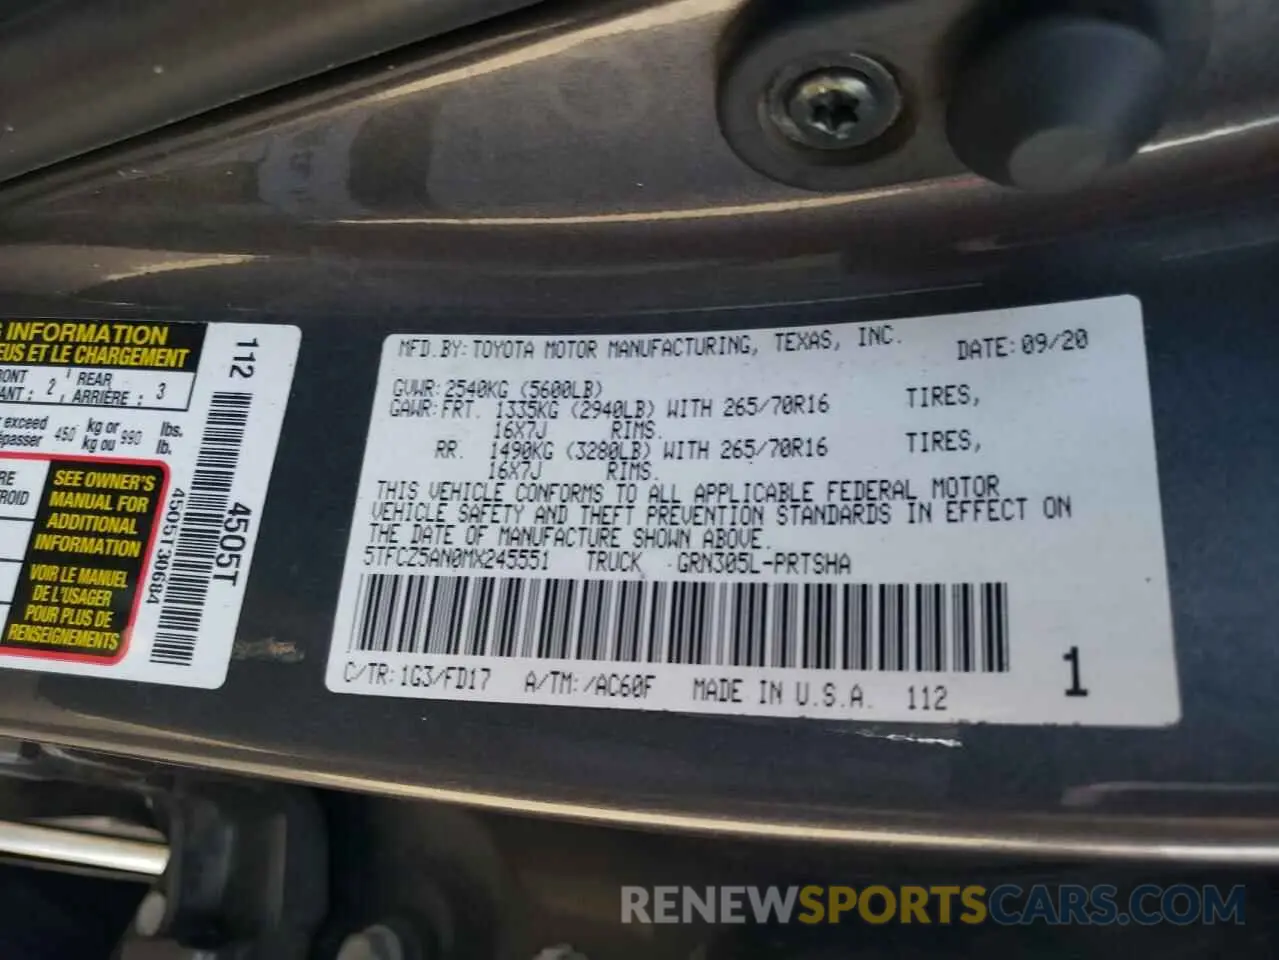 G INFORMATION
EUS ET LE CHARGEMENT
FRONT 2 REAR 3
ANT : , ARRIÈRE :
exceed 450 kg or 990 lbs.
épasser kg ou lb.
SEE OWNER'S
MANUAL FOR
ADDITIONAL
INFORMATION
VOIR LE MANUEL
DE L'USAGER
POUR PLUS DE
RENSEIGNEMENTS
112
4505T
4505130684
MFD.BY:TOYOTA MOTOR MANUFACTURING, TEXAS, INC. DATE:09/20
GVWR:2540KG (5600LB)
GAWR:FRT. 1335KG (2940LB) WITH 265/70R16 TIRES,
16X7J RIMS.
RR. 1490KG (3280LB) WITH 265/70R16 TIRES,
16X7J RIMS.
THIS VEHICLE CONFORMS TO ALL APPLICABLE FEDERAL MOTOR
VEHICLE SAFETY AND THEFT PREVENTION STANDARDS IN EFFECT ON
THE DATE OF MANUFACTURE SHOWN ABOVE.
5TFCZ5AN0MX245551 TRUCK GRN305L-PRTSHA
C/TR:1G3/FD17 A/TM:/AC60F MADE IN U.S.A. 112
1
RENEWSPORTSCARS.COM